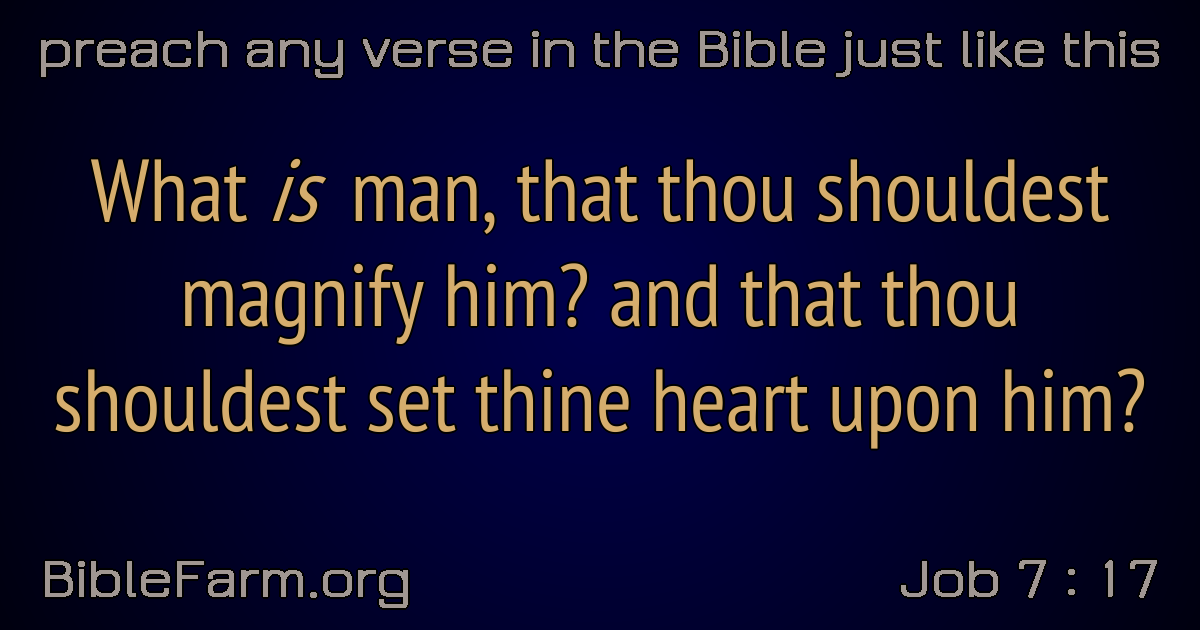 preach any verse in the Bible just like this
What is man, that thou shouldest
magnify him? and that thou
shouldest set thine heart upon him?
BibleFarm.org
Job 7 : 17